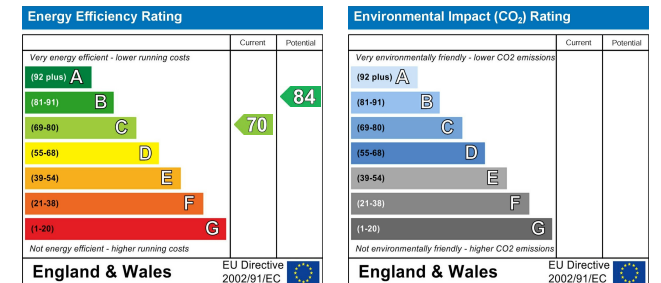 Energy Efficiency Rating
Current Potential
Very energy efficient - lower running costs
(92 plus) A
(81-91) B
84
(69-80) C
70
(55-68) D
(39-54) E
(21-38) F
(1-20) G
Not energy efficient - higher running costs
England & Wales
EU Directive
2002/91/EC
Environmental Impact (CO₂) Rating
Current Potential
Very environmentally friendly - lower CO2 emissions
(92 plus) A
(81-91) B
(69-80) C
(55-68) D
(39-54) E
(21-38) F
(1-20) G
Not environmentally friendly - higher CO2 emissions
England & Wales
EU Directive
2002/91/EC